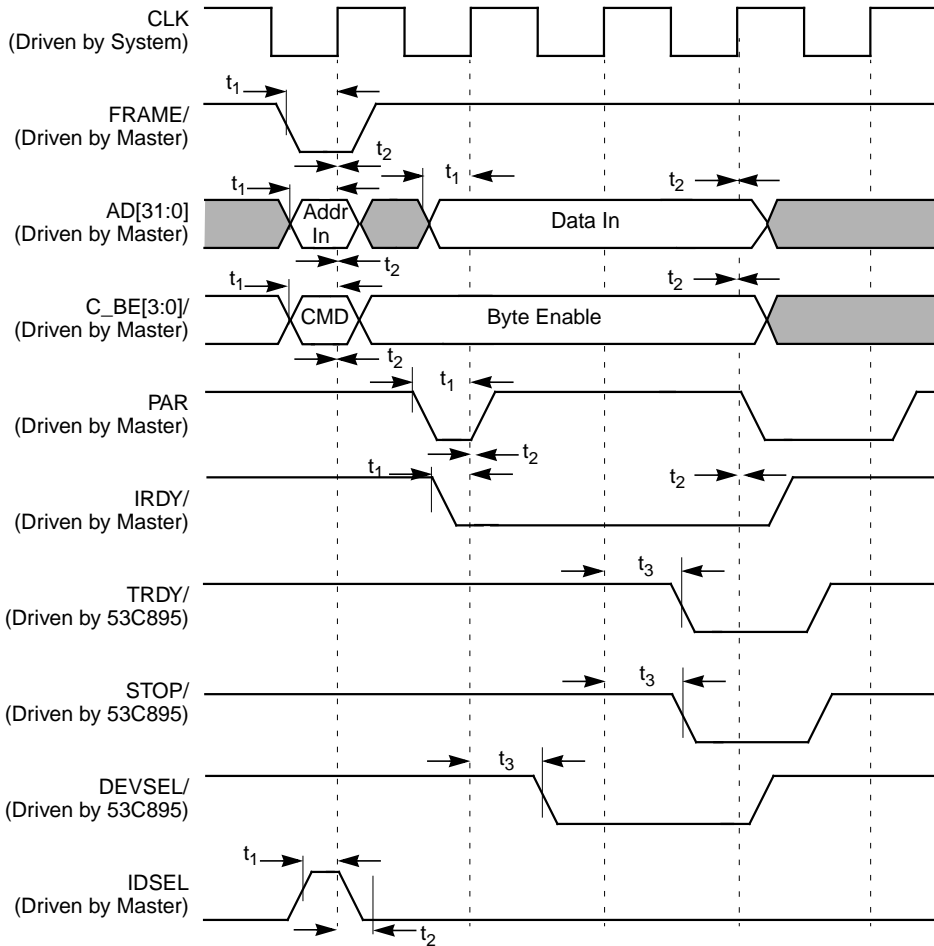 CLK
(Driven by System)
t1
FRAME/
(Driven by Master)
t2
t1
t1
t2
AD[31:0]
(Driven by Master)
Addr
In
Data In
t2
t1
t2
C_BE[3:0]/
(Driven by Master)
CMD
Byte Enable
t2
t1
PAR
(Driven by Master)
t2
t1
t2
IRDY/
(Driven by Master)
t3
TRDY/
(Driven by 53C895)
t3
STOP/
(Driven by 53C895)
t3
DEVSEL/
(Driven by 53C895)
t1
IDSEL
(Driven by Master)
t2